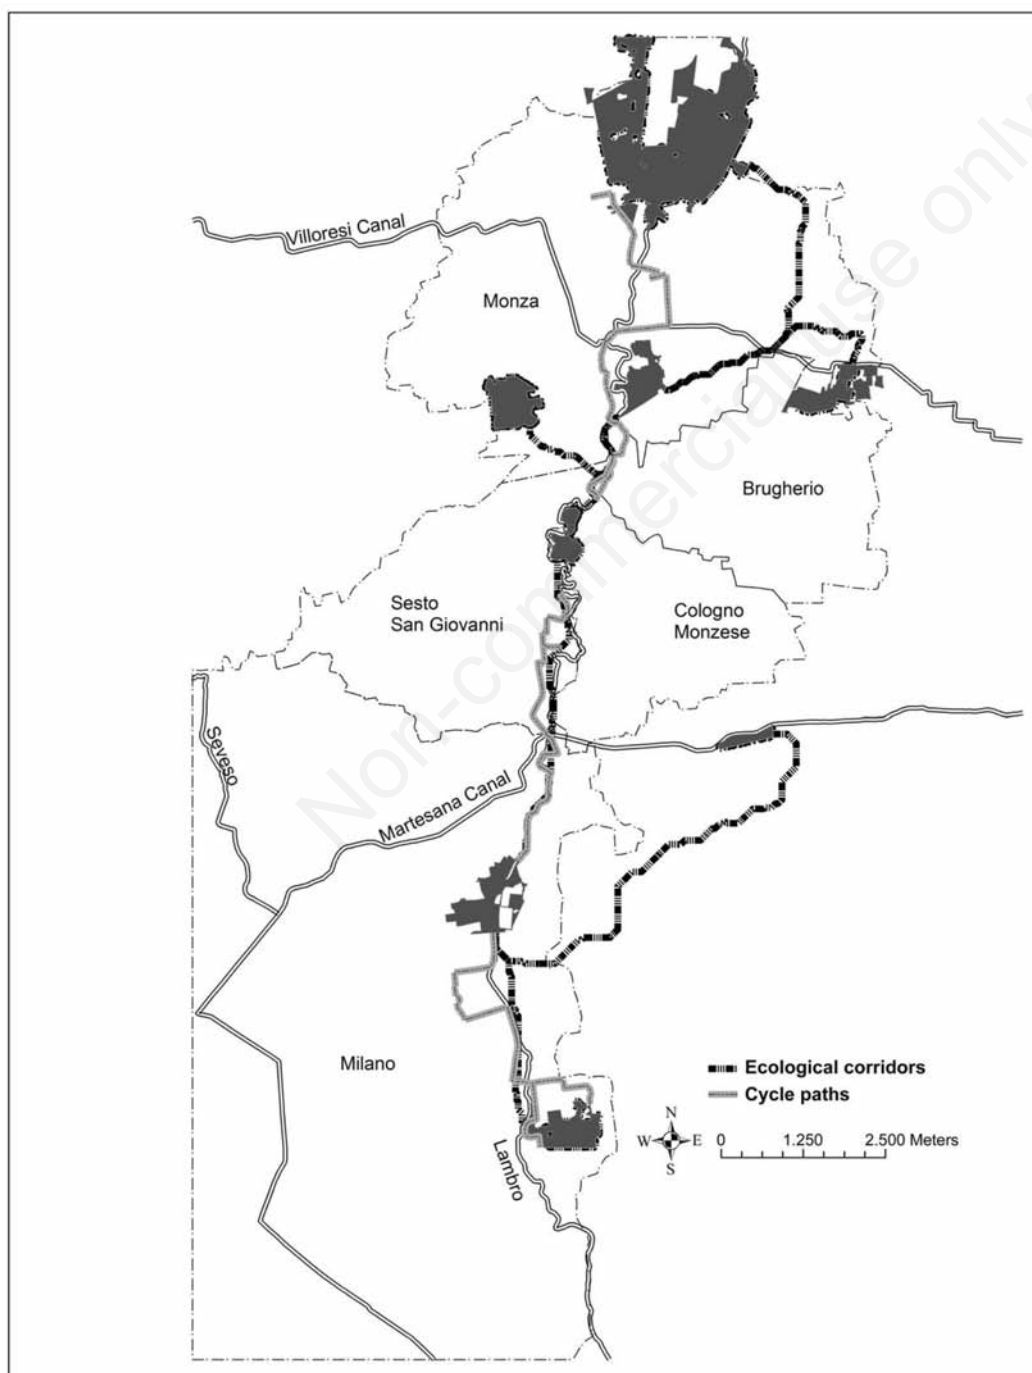 Non-commercial use only
Villoresi Canal
Monza
Brugherio
Sesto
San Giovanni
Cologno
Monzese
Seveso
Martesana Canal
Milano
Ecological corridors
Cycle paths
N
W E
S
0 1.250 2.500 Meters
Lambro